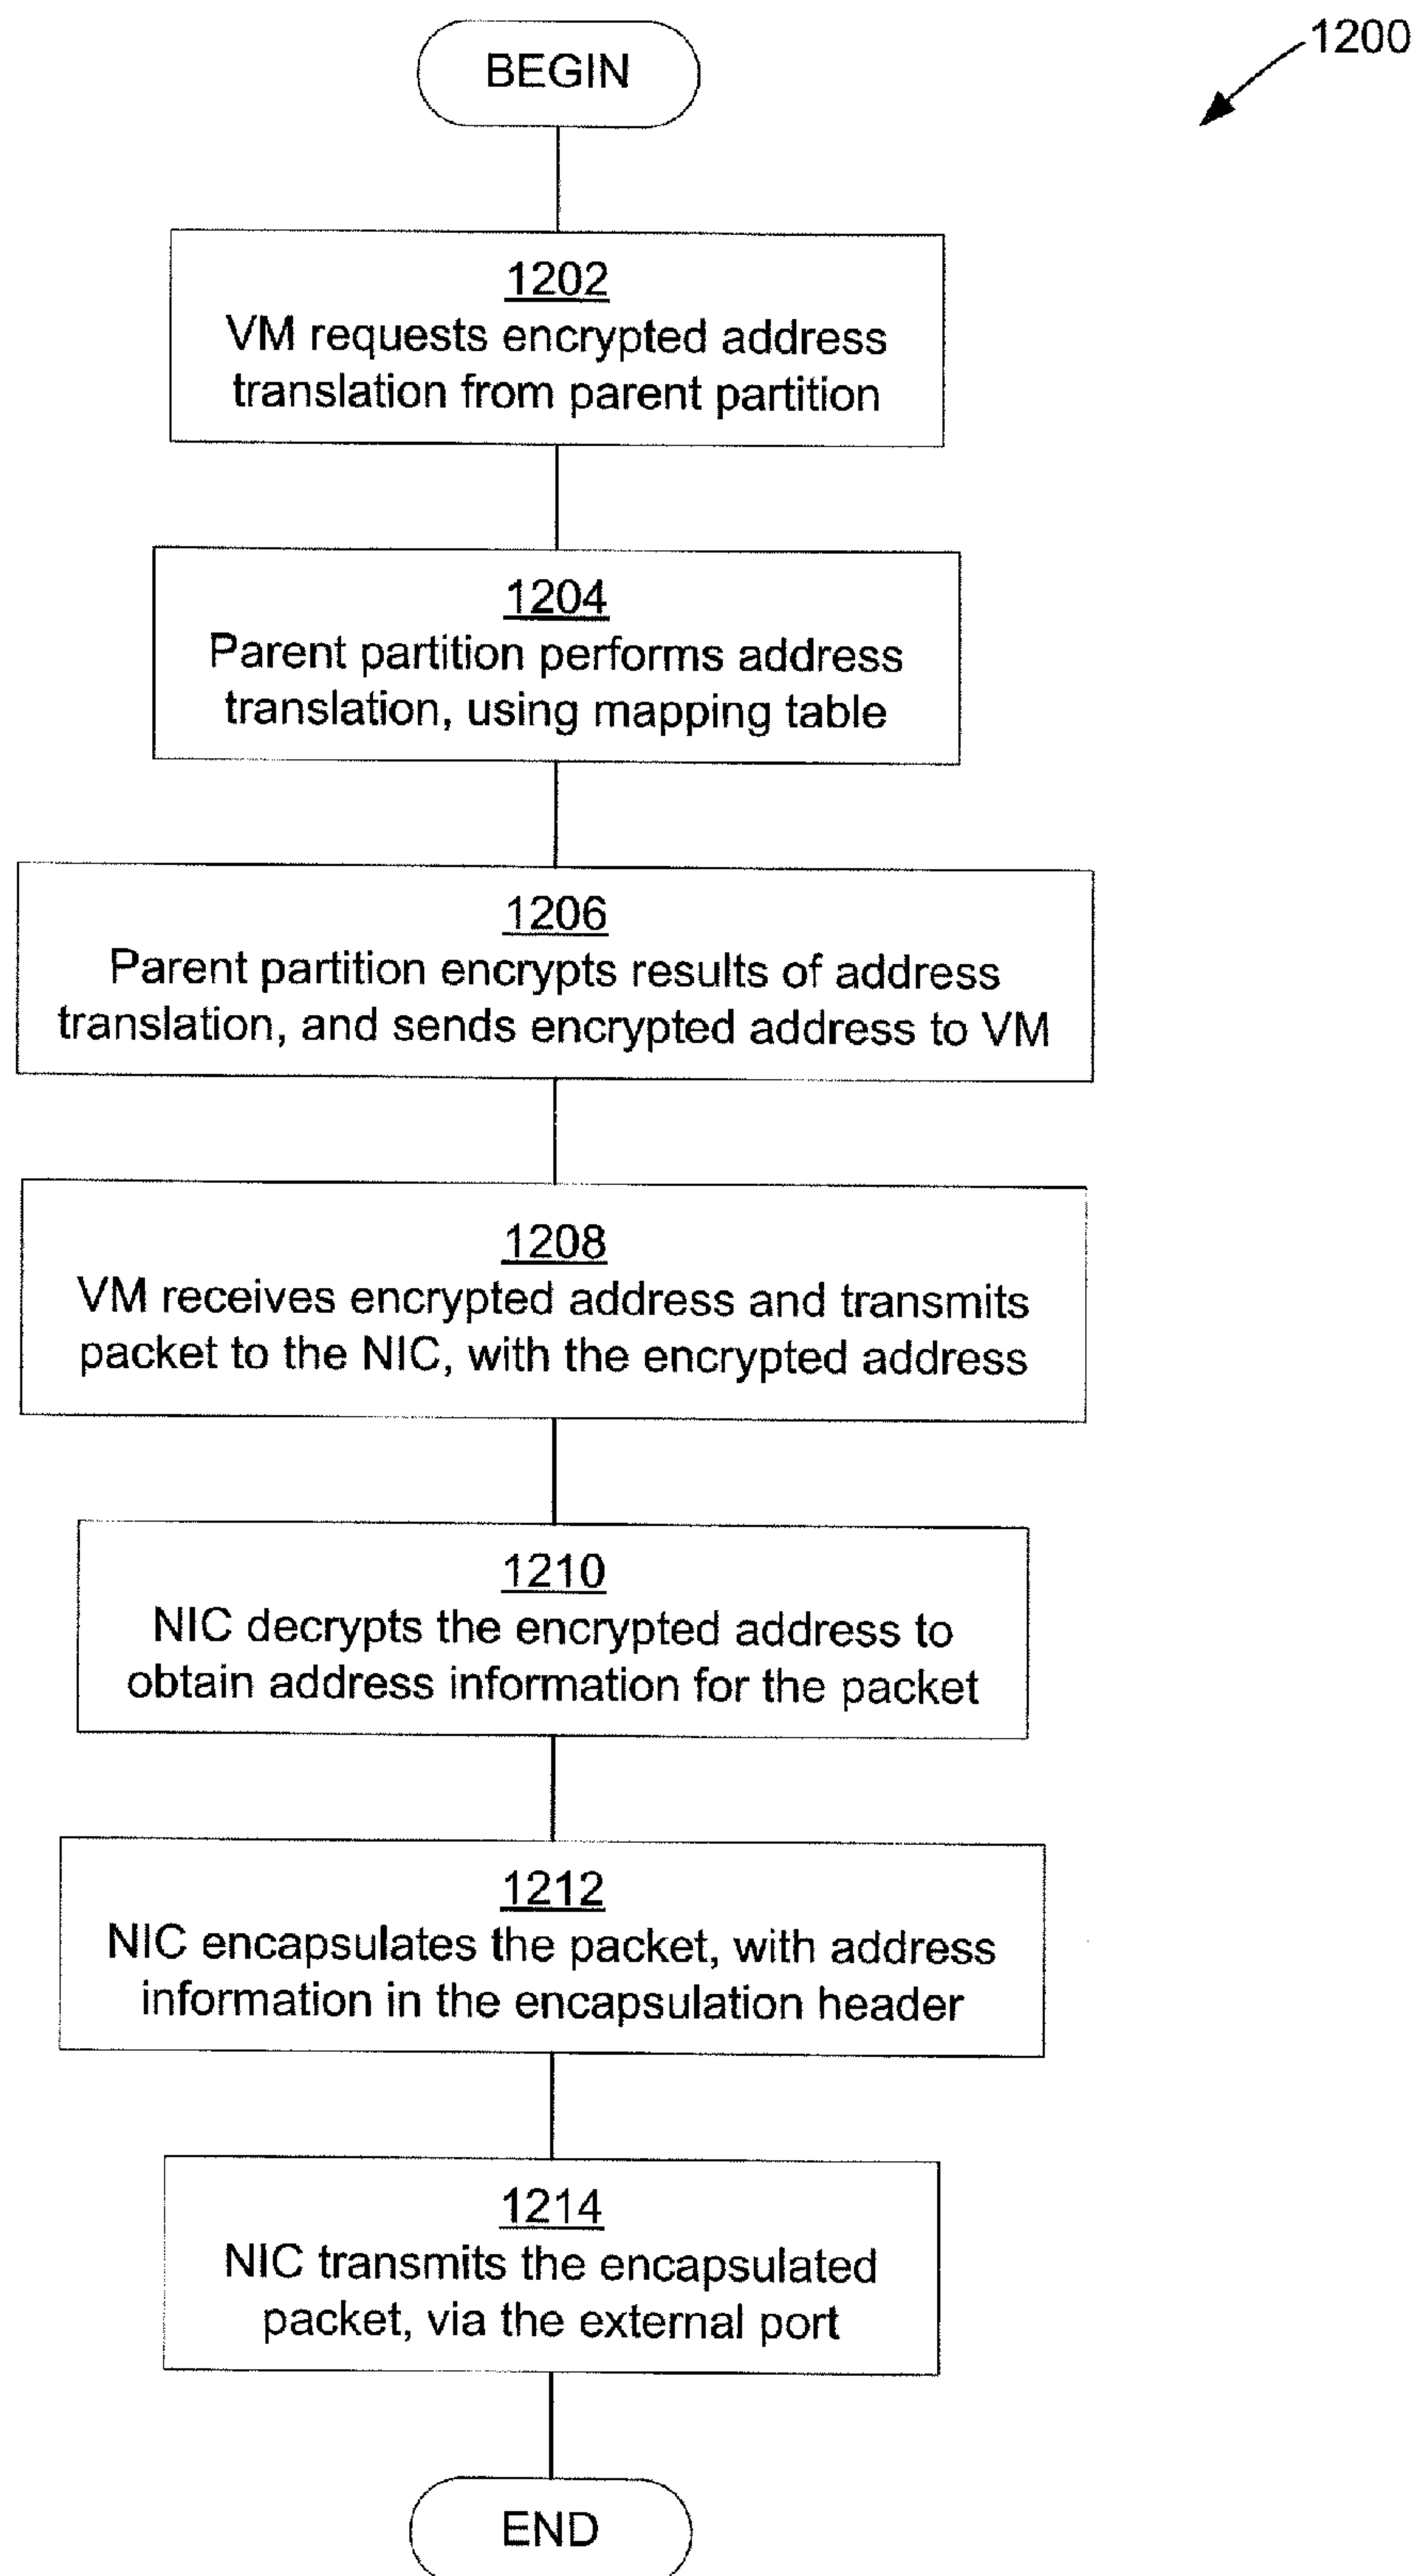 1200
BEGIN
1202
VM requests encrypted address
translation from parent partition
1204
Parent partition performs address
translation, using mapping table
1206
Parent partition encrypts results of address
translation, and sends encrypted address to VM
1208
VM receives encrypted address and transmits
packet to the NIC, with the encrypted address
1210
NIC decrypts the encrypted address to
obtain address information for the packet
1212
NIC encapsulates the packet, with address
information in the encapsulation header
1214
NIC transmits the encapsulated
packet, via the external port
END